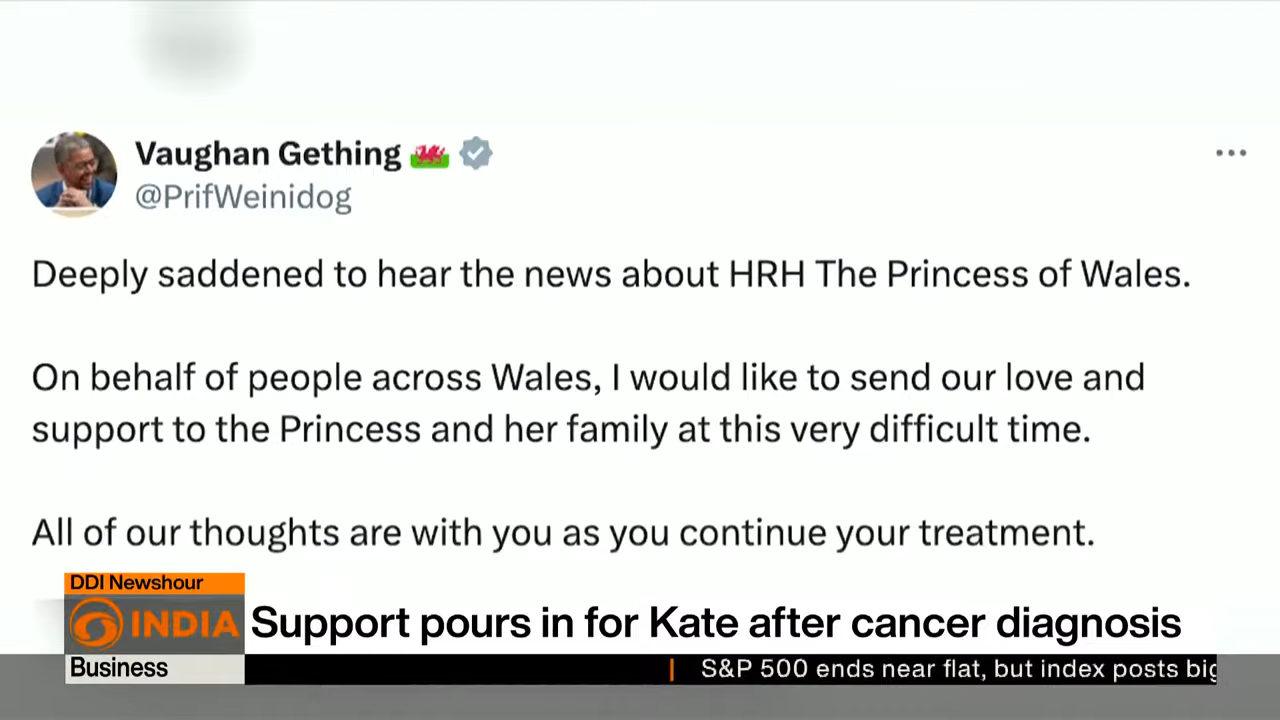 Vaughan Gething
@PrifWeinidog
Deeply saddened to hear the news about HRH The Princess of Wales.
On behalf of people across Wales, I would like to send our love and
support to the Princess and her family at this very difficult time.
All of our thoughts are with you as you continue your treatment.
DDI Newshour
INDIA
Support pours in for Kate after cancer diagnosis
Business
| S&P 500 ends near flat, but index posts big